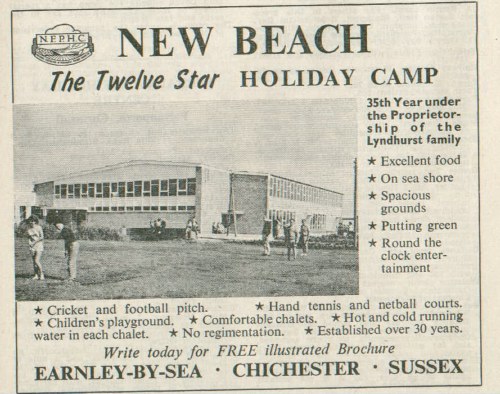 N.F.P.H.C.
NEW BEACH
The Twelve Star HOLIDAY CAMP
35th Year under
the Proprietor-
ship of the
Lyndhurst family
★ Excellent food
★ On sea shore
★ Spacious
grounds
★ Putting green
★ Round the
clock enter-
tainment
★ Cricket and football pitch. ★ Hand tennis and netball courts.
★ Children's playground. ★ Comfortable chalets. ★ Hot and cold running
water in each chalet. ★ No regimentation. ★ Established over 30 years.
Write today for FREE illustrated Brochure
EARNLEY-BY-SEA · CHICHESTER · SUSSEX